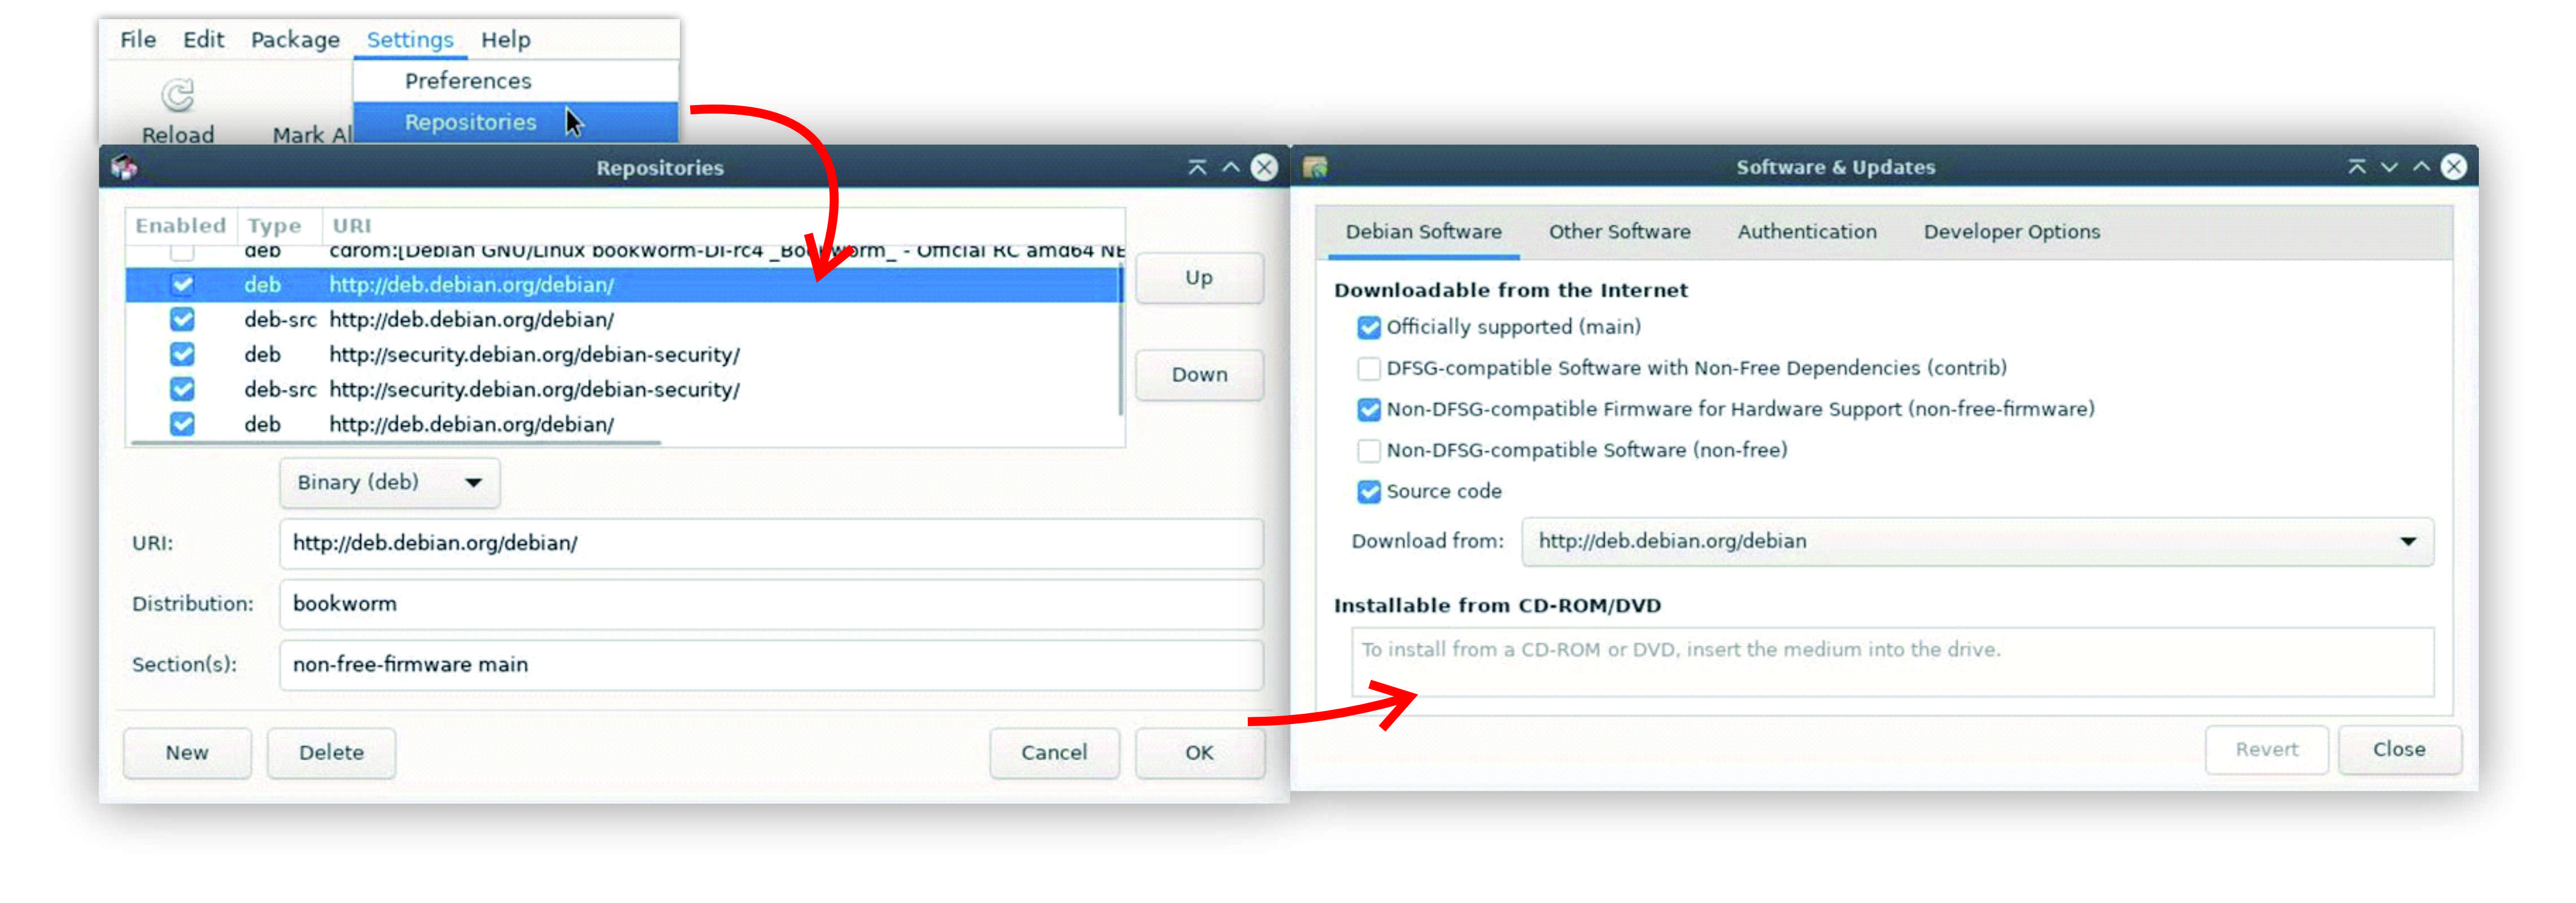 File Edit Package Settings Help
Preferences
Repositories
Reload Mark Al
Repositories
Enabled Type URI
deb cdrom:[Debian GNU/Linux bookworm-DI-rc4 _Bookworm_ - Official RC amd64 NE
deb http://deb.debian.org/debian/
deb-src http://deb.debian.org/debian/
deb http://security.debian.org/debian-security/
deb-src http://security.debian.org/debian-security/
deb http://deb.debian.org/debian/
Up
Down
Binary (deb)
URI: http://deb.debian.org/debian/
Distribution: bookworm
Section(s): non-free-firmware main
New Delete Cancel OK
Software & Updates
Debian Software Other Software Authentication Developer Options
Downloadable from the Internet
Officially supported (main)
DFSG-compatible Software with Non-Free Dependencies (contrib)
Non-DFSG-compatible Firmware for Hardware Support (non-free-firmware)
Non-DFSG-compatible Software (non-free)
Source code
Download from: http://deb.debian.org/debian
Installable from CD-ROM/DVD
To install from a CD-ROM or DVD, insert the medium into the drive.
Revert Close